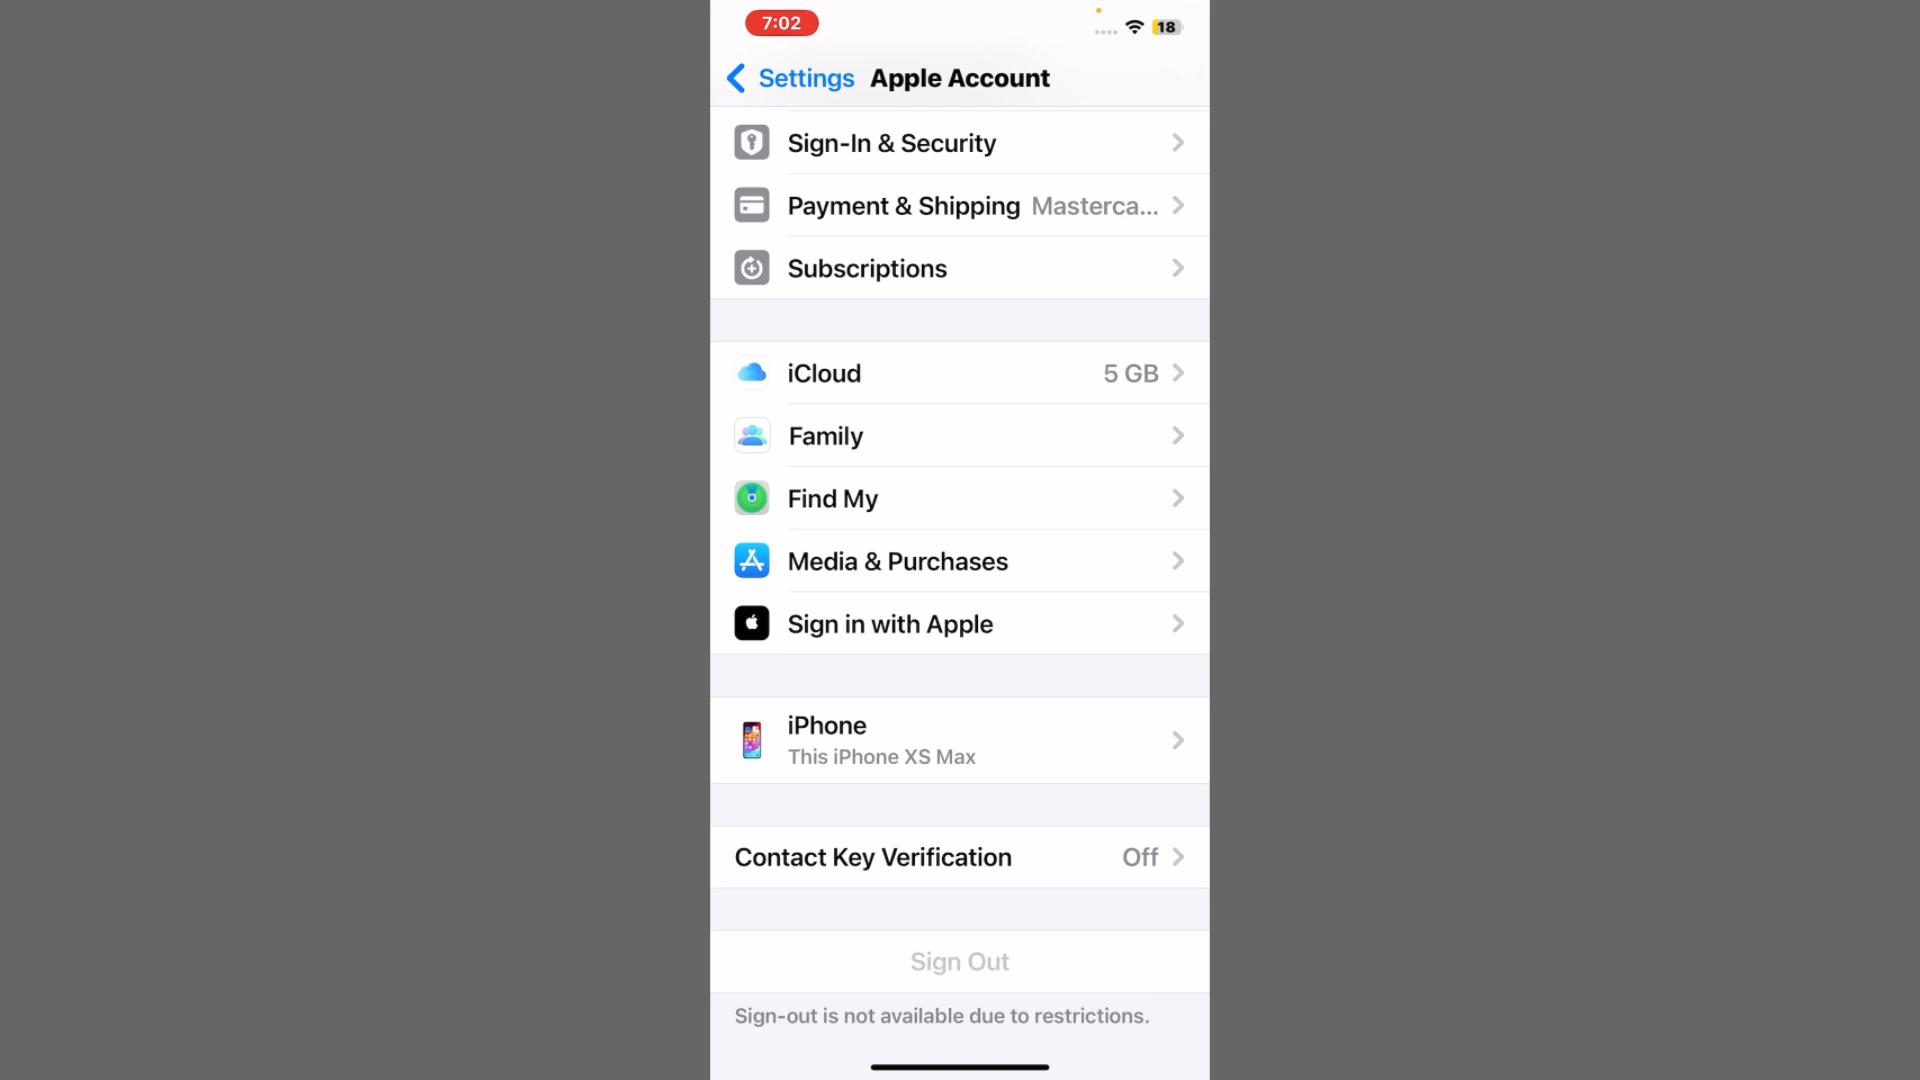 7:02
18
Settings Apple Account
Sign-In & Security
Payment & Shipping Masterca...
Subscriptions
iCloud 5 GB
Family
Find My
Media & Purchases
Sign in with Apple
iPhone
This iPhone XS Max
Contact Key Verification Off
Sign Out
Sign-out is not available due to restrictions.